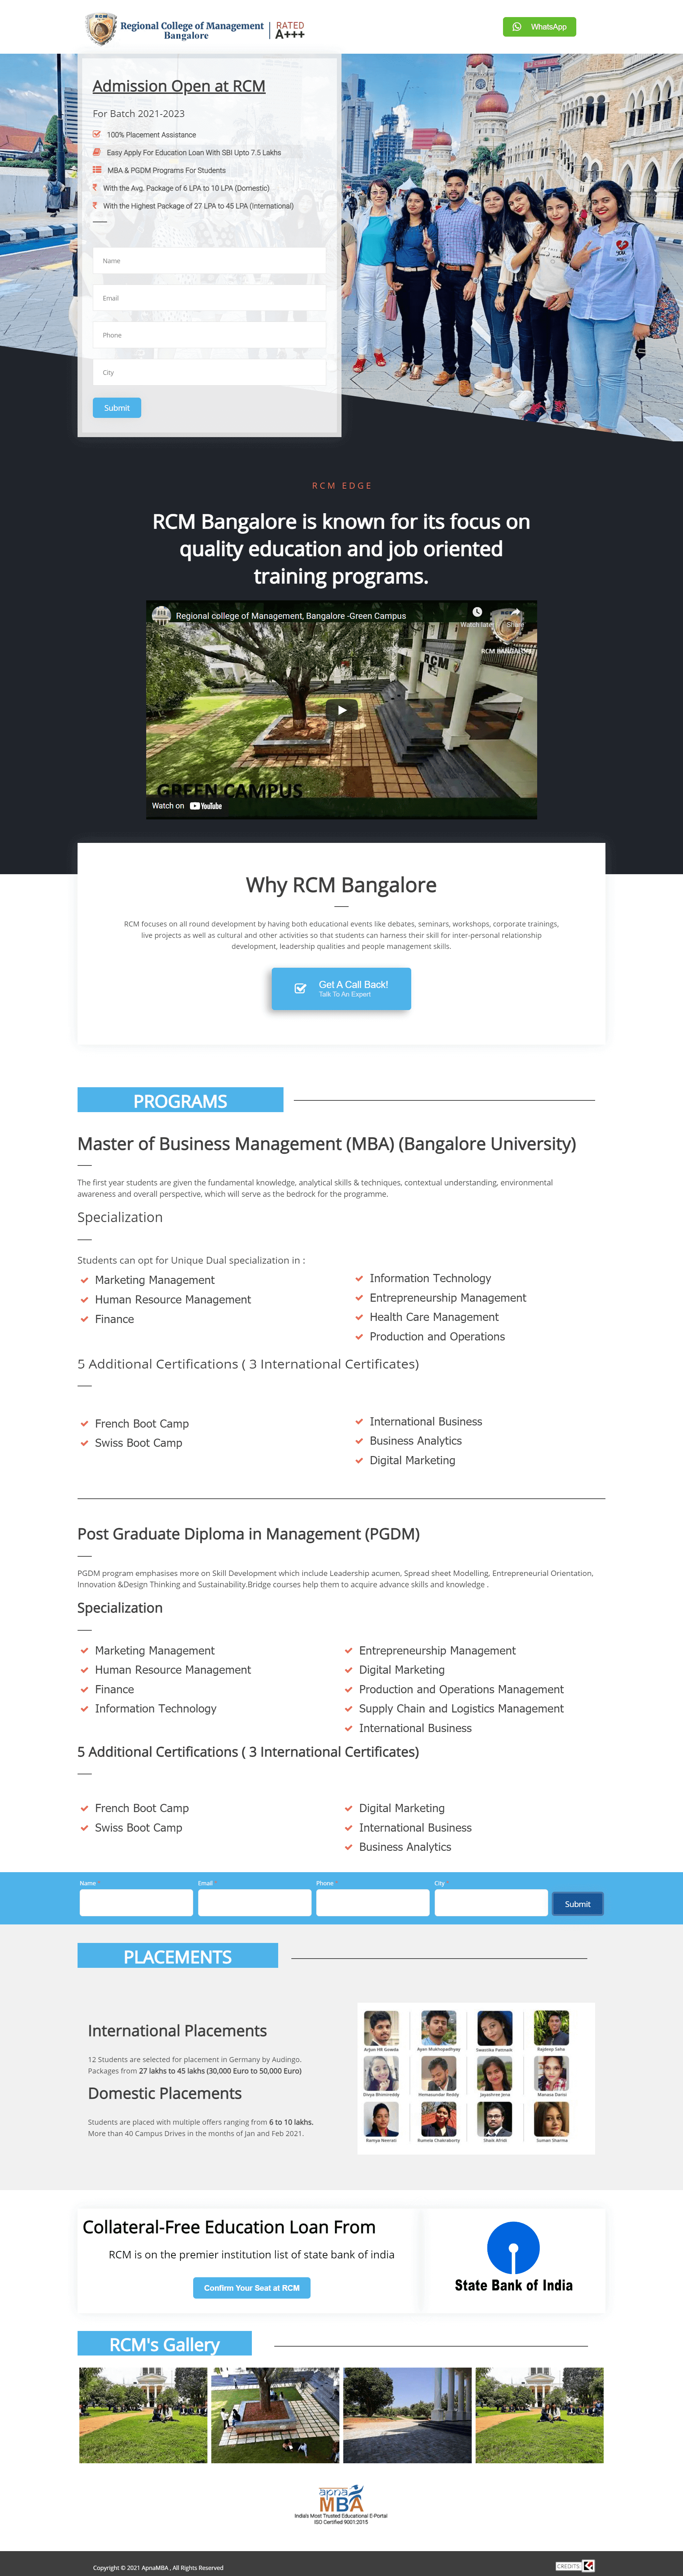 Regional College of Management
Bangalore
RATED
A+++
WhatsApp
Admission Open at RCM
For Batch 2021-2023
100% Placement Assistance
Easy Apply For Education Loan With SBI Upto 7.5 Lakhs
MBA & PGDM Programs For Students
With the Avg. Package of 6 LPA to 10 LPA (Domestic)
With the Highest Package of 27 LPA to 45 LPA (International)
Name
Email
Phone
City
Submit
RCM EDGE
RCM Bangalore is known for its focus on
quality education and job oriented
training programs.
Regional college of Management, Bangalore -Green Campus
Watch later
Share
RCM BANGALORE
RCM
GREEN CAMPUS
Watch on YouTube
Why RCM Bangalore
RCM focuses on all round development by having both educational events like debates, seminars, workshops, corporate trainings,
live projects as well as cultural and other activities so that students can harness their skill for inter-personal relationship
development, leadership qualities and people management skills.
Get A Call Back!
Talk To An Expert
PROGRAMS
Master of Business Management (MBA) (Bangalore University)
The first year students are given the fundamental knowledge, analytical skills & techniques, contextual understanding, environmental
awareness and overall perspective, which will serve as the bedrock for the programme.
Specialization
Students can opt for Unique Dual specialization in :
Marketing Management
Human Resource Management
Finance
Information Technology
Entrepreneurship Management
Health Care Management
Production and Operations
5 Additional Certifications ( 3 International Certificates)
French Boot Camp
Swiss Boot Camp
International Business
Business Analytics
Digital Marketing
Post Graduate Diploma in Management (PGDM)
PGDM program emphasises more on Skill Development which include Leadership acumen, Spread sheet Modelling, Entrepreneurial Orientation,
Innovation &Design Thinking and Sustainability.Bridge courses help them to acquire advance skills and knowledge .
Specialization
Marketing Management
Human Resource Management
Finance
Information Technology
Entrepreneurship Management
Digital Marketing
Production and Operations Management
Supply Chain and Logistics Management
International Business
5 Additional Certifications ( 3 International Certificates)
French Boot Camp
Swiss Boot Camp
Digital Marketing
International Business
Business Analytics
Name
Email
Phone
City
Submit
PLACEMENTS
International Placements
12 Students are selected for placement in Germany by Audingo.
Packages from 27 lakhs to 45 lakhs (30,000 Euro to 50,000 Euro)
Domestic Placements
Students are placed with multiple offers ranging from 6 to 10 lakhs.
More than 40 Campus Drives in the months of Jan and Feb 2021.
Arjun HR Gowda
Ayan Mukhopadhyay
Sweetika Pattnaik
Rajdeep Saha
Divya Bhimireddy
Hemasundar Reddy
Jayashree Jena
Manasa Darisi
Ramya Neerati
Rumela Chakraborty
Shaik Afridi
Suman Sharma
Collateral-Free Education Loan From
RCM is on the premier institution list of state bank of india
Confirm Your Seat at RCM
State Bank of India
RCM's Gallery
apna
MBA
India's Most Trusted Educational E-Portal
ISO Certified 9001:2015
Copyright © 2021 ApnaMBA , All Rights Reserved
CREDITS